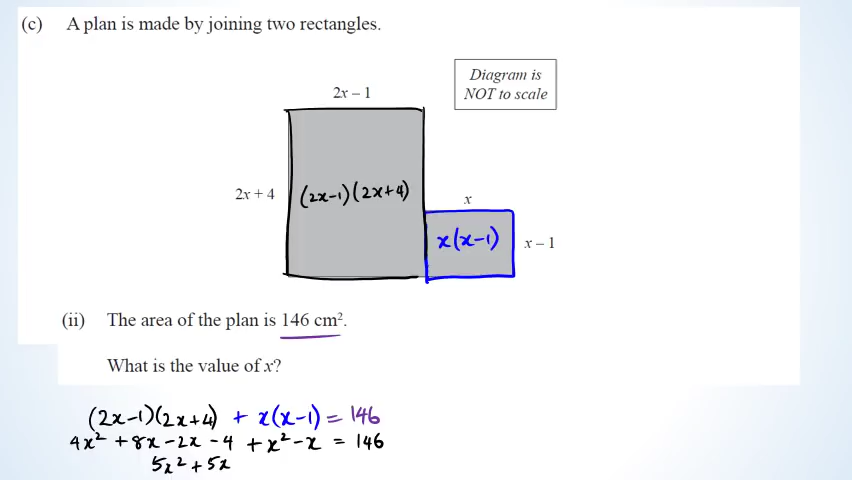 (c) A plan is made by joining two rectangles.
Diagram is
NOT to scale
2x – 1
2x + 4
(2x-1)(2x+4)
x
x(x-1)
x – 1
(ii) The area of the plan is 146 cm².
What is the value of x?
(2x-1)(2x+4) + x(x-1) = 146
4x² + 8x - 2x - 4 + x² - x = 146
5x² + 5x